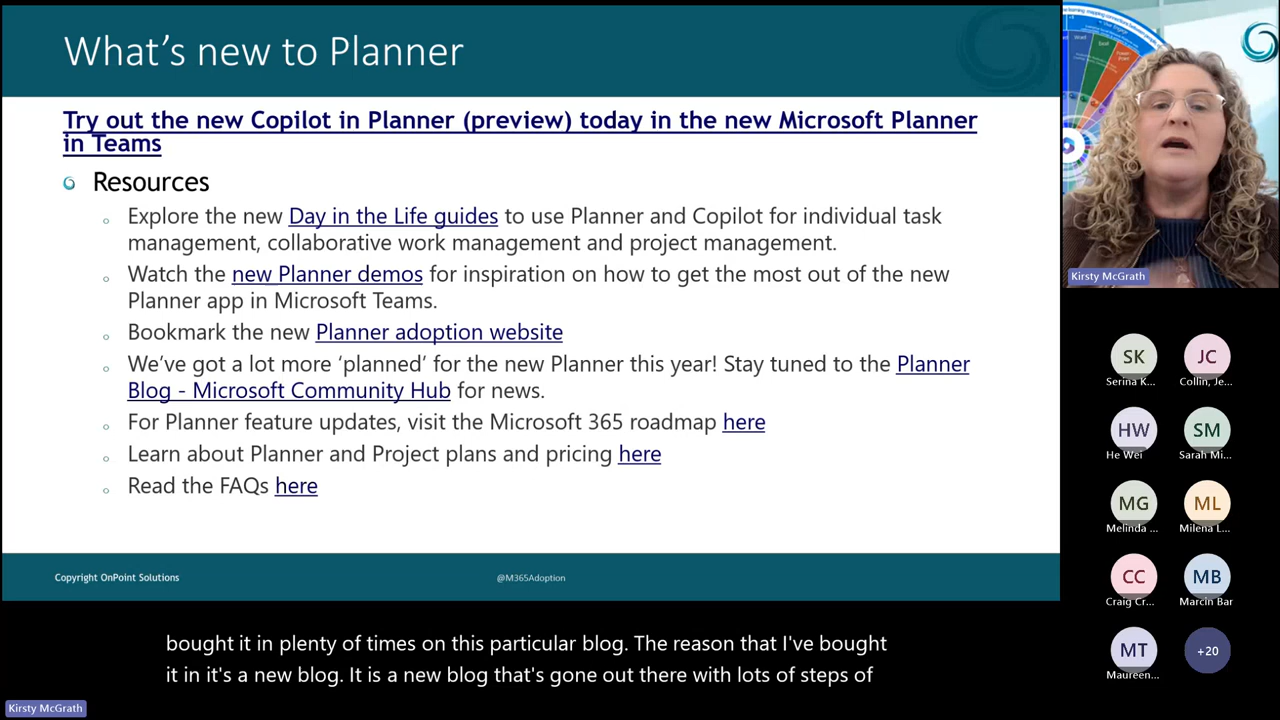 What's new to Planner
Try out the new Copilot in Planner (preview) today in the new Microsoft Planner
in Teams
Resources
Explore the new Day in the Life guides to use Planner and Copilot for individual task
management, collaborative work management and project management.
Watch the new Planner demos for inspiration on how to get the most out of the new
Planner app in Microsoft Teams.
Bookmark the new Planner adoption website
We've got a lot more ‘planned’ for the new Planner this year! Stay tuned to the Planner
Blog - Microsoft Community Hub for news.
For Planner feature updates, visit the Microsoft 365 roadmap here
Learn about Planner and Project plans and pricing here
Read the FAQs here
Copyright OnPoint Solutions
@M365Adoption
Word
Excel
Kirsty McGrath
SK
Serina K...
JC
Collin, Je...
HW
He Wei
SM
Sarah Mi...
MG
Melinda ...
ML
Milena L...
CC
Craig Cr...
MB
Marcin Bar
MT
Maureen...
+20
bought it in plenty of times on this particular blog. The reason that I've bought
it in it's a new blog. It is a new blog that's gone out there with lots of steps of
Kirsty McGrath